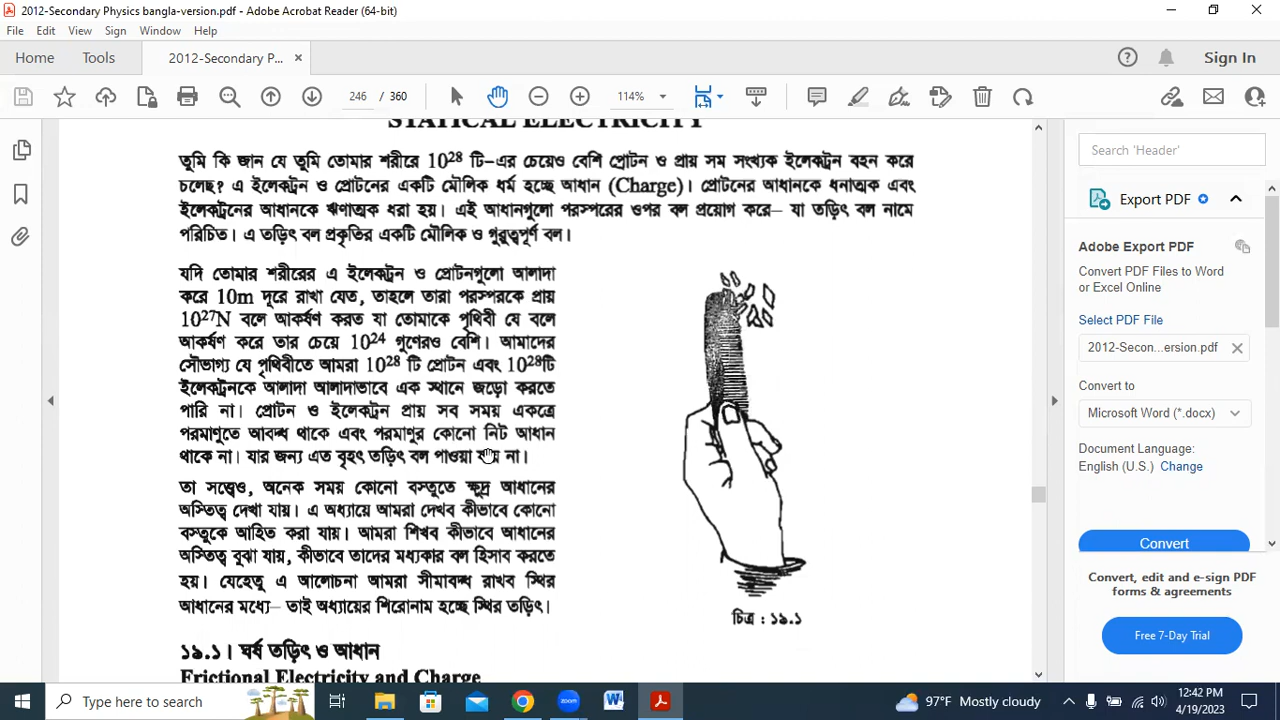 2012-Secondary Physics bangla-version.pdf - Adobe Acrobat Reader (64-bit)
File Edit View Sign Window Help
Home Tools 2012-Secondary P... × Sign In
246 / 360 114%
STATICAL ELECTRICITY
তুমি কি জান যে তুমি তোমার শরীরে 10²⁸ টি-এর চেয়েও বেশি প্রোটন ও প্রায় সম সংখ্যক ইলেকট্রন বহন করে
চলেছ? এ ইলেকট্রন ও প্রোটনের একটি মৌলিক ধর্ম হচ্ছে আধান (Charge)। প্রোটনের আধানকে ধনাত্মক এবং
ইলেকট্রনের আধানকে ঋণাত্মক ধরা হয়। এই আধানগুলো পরস্পরের ওপর বল প্রয়োগ করে– যা তড়িৎ বল নামে
পরিচিত। এ তড়িৎ বল প্রকৃতির একটি মৌলিক ও গুরুত্বপূর্ণ বল।
যদি তোমার শরীরের এ ইলেকট্রন ও প্রোটনগুলো আলাদা
করে 10m দূরে রাখা যেত, তাহলে তারা পরস্পরকে প্রায়
10²⁷N বলে আকর্ষণ করত যা তোমাকে পৃথিবী যে বলে
আকর্ষণ করে তার চেয়ে 10²⁴ গুণেরও বেশি। আমাদের
সৌভাগ্য যে পৃথিবীতে আমরা 10²⁸ টি প্রোটন এবং 10²⁸টি
ইলেকট্রনকে আলাদা আলাদাভাবে এক স্থানে জড়ো করতে
পারি না। প্রোটন ও ইলেকট্রন প্রায় সব সময় একত্রে
পরমাণুতে আবদ্ধ থাকে এবং পরমাণুর কোনো নিট আধান
থাকে না। যার জন্য এত বৃহৎ তড়িৎ বল পাওয়া যায় না।
তা সত্ত্বেও, অনেক সময় কোনো বস্তুতে ক্ষুদ্র আধানের
অস্তিত্ব দেখা যায়। এ অধ্যায়ে আমরা দেখব কীভাবে কোনো
বস্তুকে আহিত করা যায়। আমরা শিখব কীভাবে আধানের
অস্তিত্ব বুঝা যায়, কীভাবে তাদের মধ্যকার বল হিসাব করতে
হয়। যেহেতু এ আলোচনা আমরা সীমাবদ্ধ রাখব স্থির
আধানের মধ্যে– তাই অধ্যায়ের শিরোনাম হচ্ছে স্থির তড়িৎ।
চিত্র : ১৯.১
১৯.১। ঘর্ষ তড়িৎ ও আধান
Frictional Electricity and Charge
Search 'Header'
Export PDF
Adobe Export PDF
Convert PDF Files to Word
or Excel Online
Select PDF File
2012-Secon...ersion.pdf ×
Convert to
Microsoft Word (*.docx)
Document Language:
English (U.S.) Change
Convert
Convert, edit and e-sign PDF
forms & agreements
Free 7-Day Trial
Type here to search
zoom
97°F Mostly cloudy
12:42 PM
4/19/2023